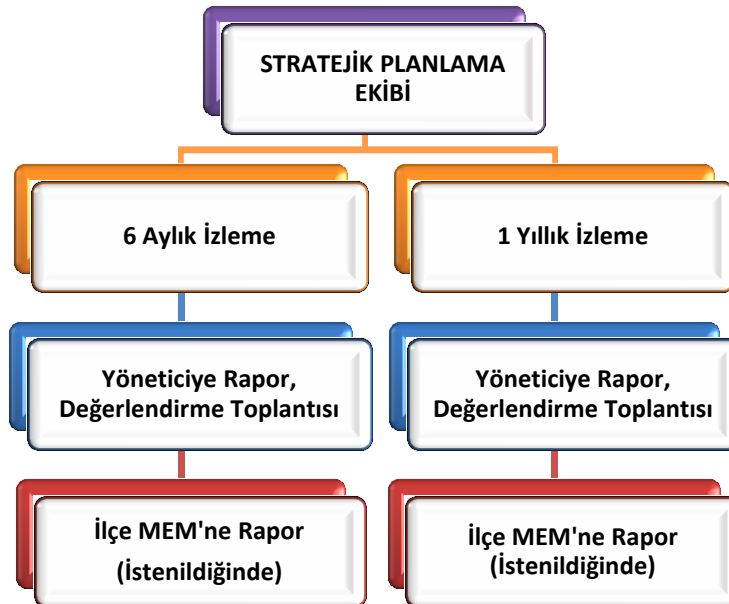 STRATEJİK PLANLAMA
EKİBİ
6 Aylık İzleme
1 Yıllık İzleme
Yöneticiye Rapor,
Değerlendirme Toplantısı
Yöneticiye Rapor,
Değerlendirme Toplantısı
İlçe MEM'ne Rapor
(İstenildiğinde)
İlçe MEM'ne Rapor
(İstenildiğinde)